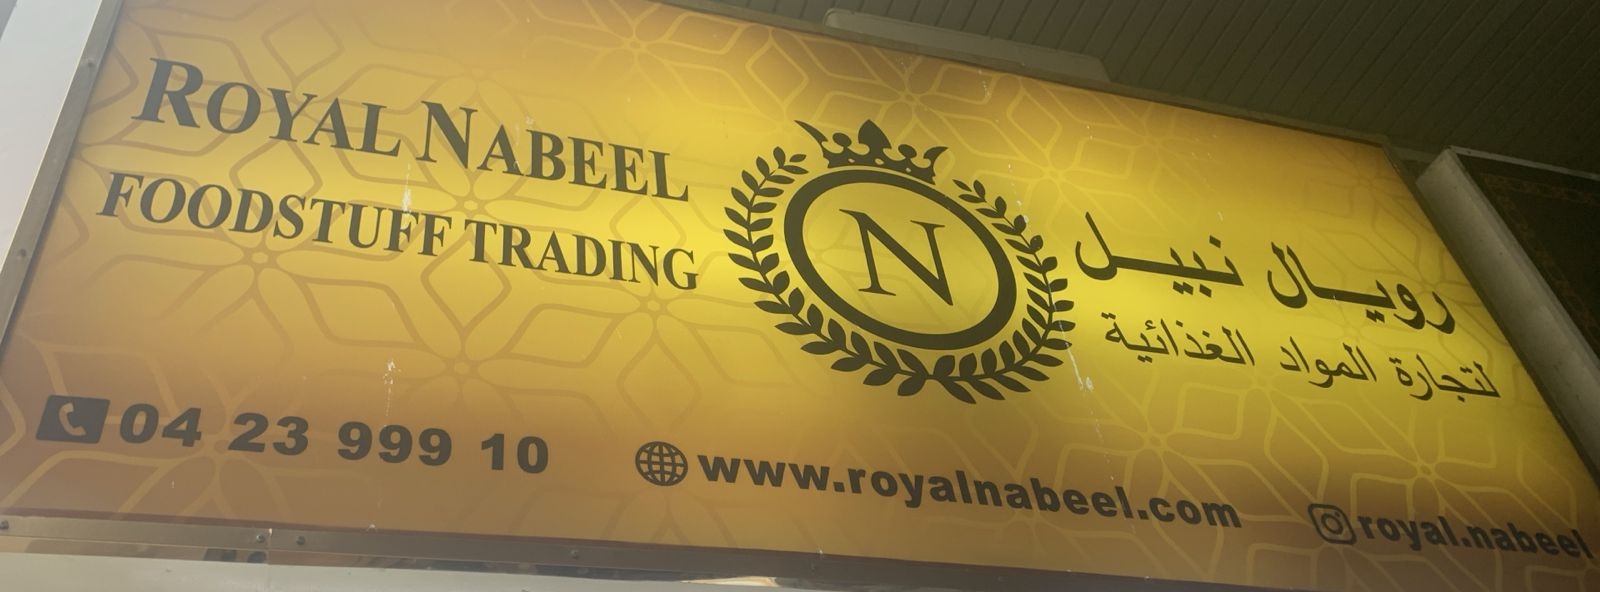 ROYAL NABEEL
FOODSTUFF TRADING
N
رويال نبيل
لتجارة المواد الغذائية
04 23 999 10
www.royalnabeel.com
royal.nabeel